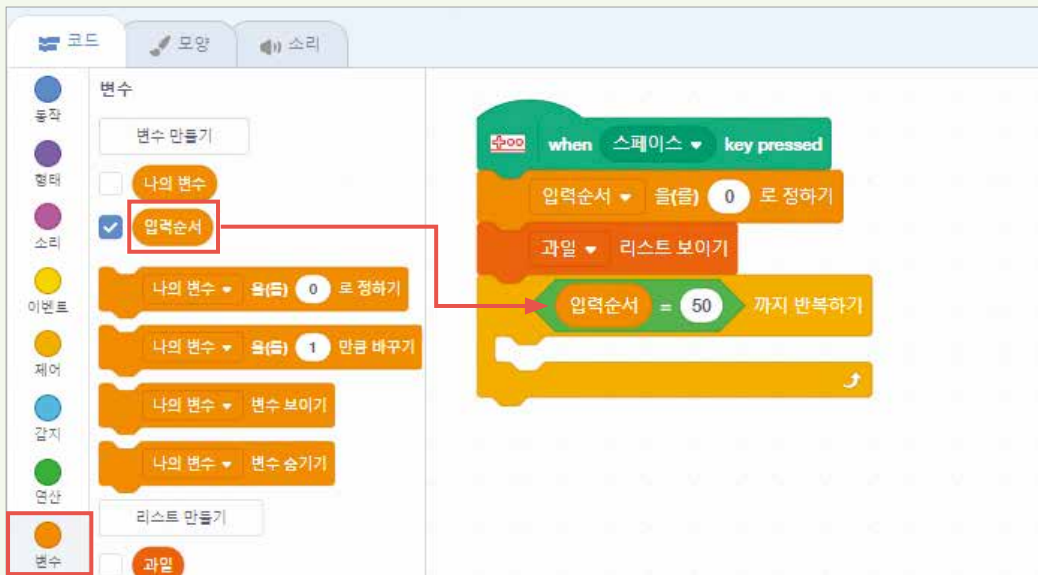 코드
모양
소리
동작
형태
소리
이벤트
제어
감지
연산
변수
변수
변수 만들기
나의 변수
입력순서
나의 변수 을(를) 0 로 정하기
나의 변수 을(를) 1 만큼 바꾸기
나의 변수 변수 보이기
나의 변수 변수 숨기기
리스트 만들기
과일
when 스페이스 key pressed
입력순서 을(를) 0 로 정하기
과일 리스트 보이기
입력순서 = 50 까지 반복하기